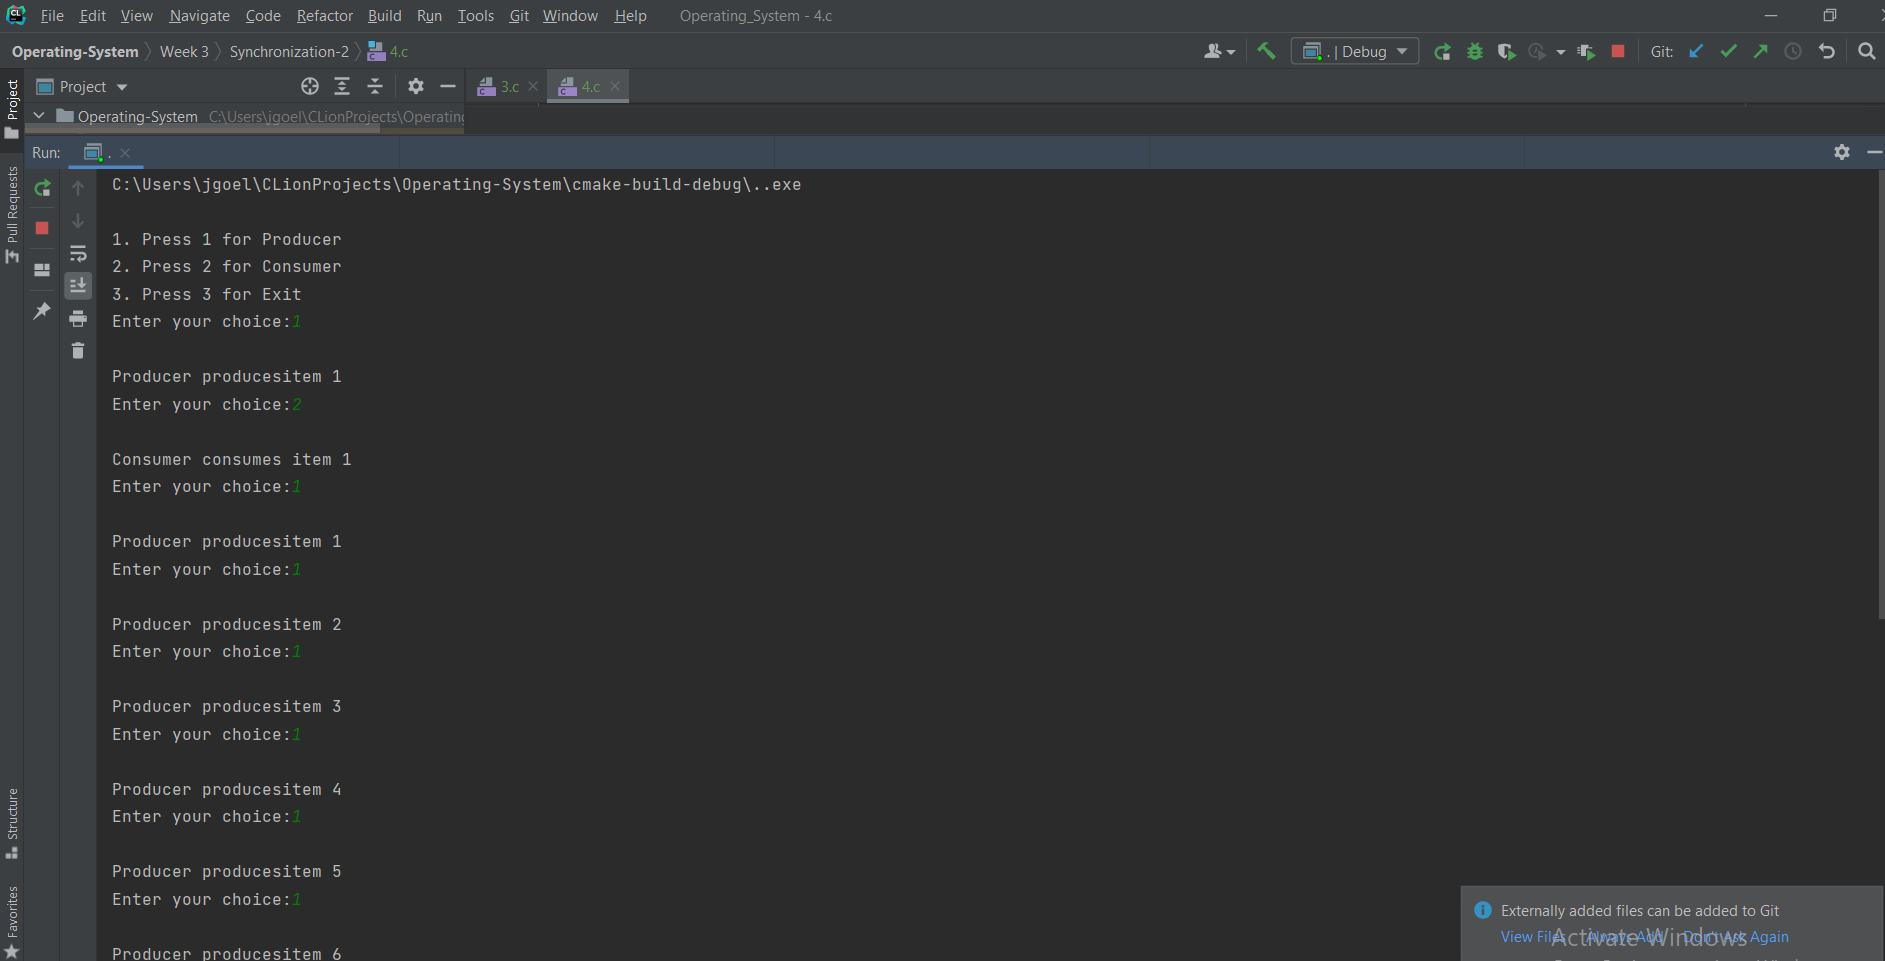 File Edit View Navigate Code Refactor Build Run Tools Git Window Help Operating_System - 4.c
Operating-System Week 3 Synchronization-2 4.c . | Debug Git:
Project 3.c 4.c
Operating-System C:\Users\jgoel\CLionProjects\Operating
Run: .
C:\Users\jgoel\CLionProjects\Operating-System\cmake-build-debug\..exe
1. Press 1 for Producer
2. Press 2 for Consumer
3. Press 3 for Exit
Enter your choice:1
Producer producesitem 1
Enter your choice:2
Consumer consumes item 1
Enter your choice:1
Producer producesitem 1
Enter your choice:1
Producer producesitem 2
Enter your choice:1
Producer producesitem 3
Enter your choice:1
Producer producesitem 4
Enter your choice:1
Producer producesitem 5
Enter your choice:1
Producer producesitem 6
Project
Pull Requests
Structure
Favorites
Externally added files can be added to Git
View Files Always Add Don't Ask Again
Activate Windows